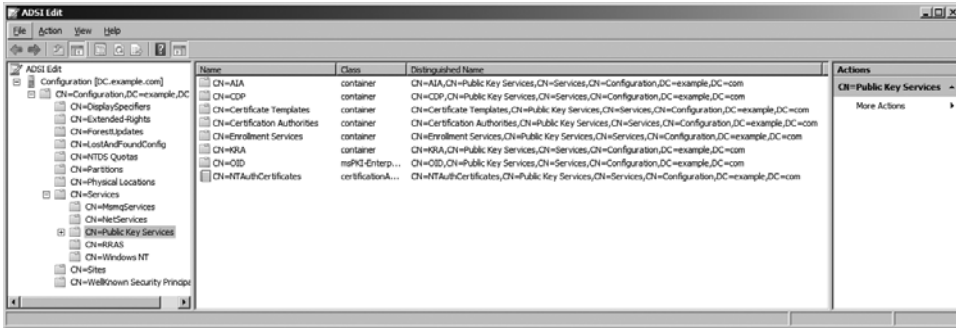 ADSI Edit
File Action View Help
ADSI Edit
Configuration [DC.example.com]
CN=Configuration,DC=example,DC
CN=DisplaySpecifiers
CN=Extended-Rights
CN=ForestUpdates
CN=LostAndFoundConfig
CN=NTDS Quotas
CN=Partitions
CN=Physical Locations
CN=Services
CN=MsmqServices
CN=NetServices
CN=Public Key Services
CN=RRAS
CN=Windows NT
CN=Sites
CN=WellKnown Security Principa
Name Class Distinguished Name
CN=AIA container CN=AIA,CN=Public Key Services,CN=Services,CN=Configuration,DC=example,DC=com
CN=CDP container CN=CDP,CN=Public Key Services,CN=Services,CN=Configuration,DC=example,DC=com
CN=Certificate Templates container CN=Certificate Templates,CN=Public Key Services,CN=Services,CN=Configuration,DC=example,DC=com
CN=Certification Authorities container CN=Certification Authorities,CN=Public Key Services,CN=Services,CN=Configuration,DC=example,DC=com
CN=Enrollment Services container CN=Enrollment Services,CN=Public Key Services,CN=Services,CN=Configuration,DC=example,DC=com
CN=KRA container CN=KRA,CN=Public Key Services,CN=Services,CN=Configuration,DC=example,DC=com
CN=OID msPKI-Enterp... CN=OID,CN=Public Key Services,CN=Services,CN=Configuration,DC=example,DC=com
CN=NTAuthCertificates certificationA... CN=NTAuthCertificates,CN=Public Key Services,CN=Services,CN=Configuration,DC=example,DC=com
Actions
CN=Public Key Services
More Actions